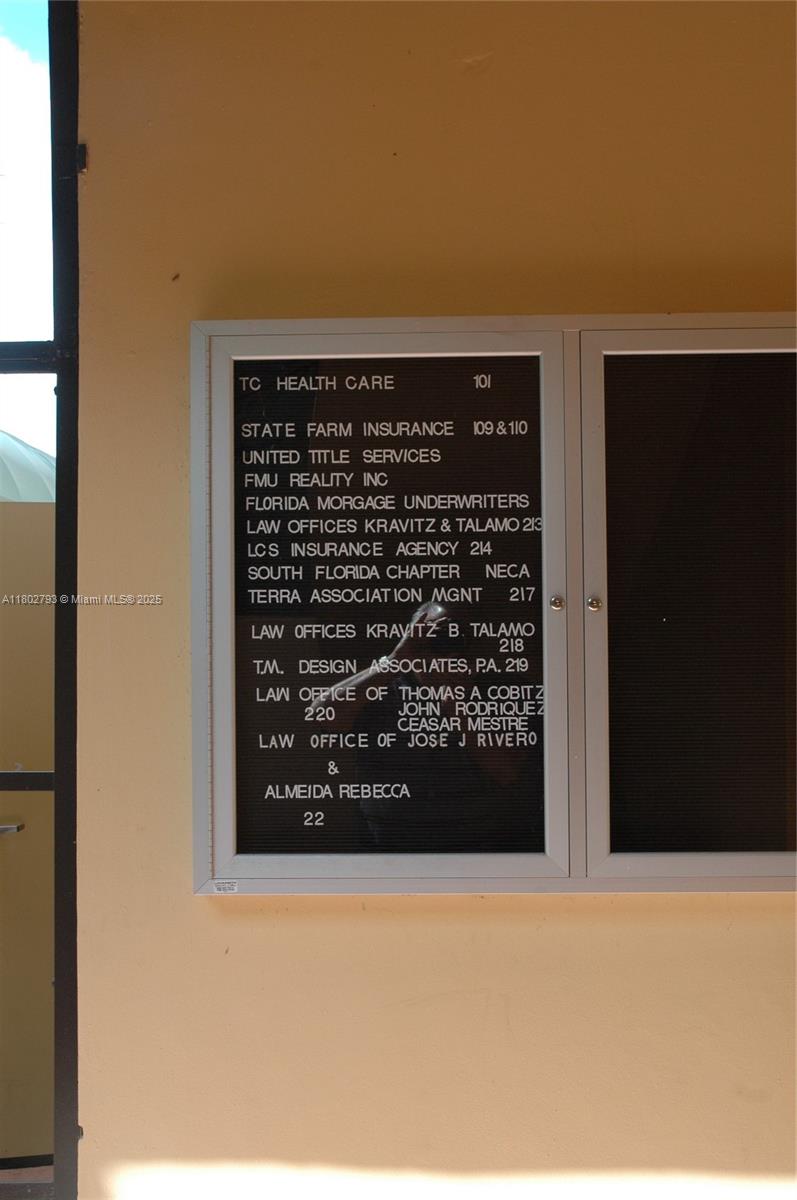 TC HEALTH CARE 101
STATE FARM INSURANCE 109 & 110
UNITED TITLE SERVICES
FMU REALITY INC
FLORIDA MORGAGE UNDERWRITERS
LAW OFFICES KRAVITZ & TALAMO 213
LCS INSURANCE AGENCY 214
SOUTH FLORIDA CHAPTER NECA
TERRA ASSOCIATION MGNT 217
LAW OFFICES KRAVITZ B. TALAMO
218
T.M. DESIGN ASSOCIATES, P.A. 219
LAW OFFICE OF THOMAS A COBITZ
220 JOHN RODRIQUEZ
CEASAR MESTRE
LAW OFFICE OF JOSE J RIVERO
&
ALMEIDA REBECCA
22
A11802793 © Miami MLS® 2025